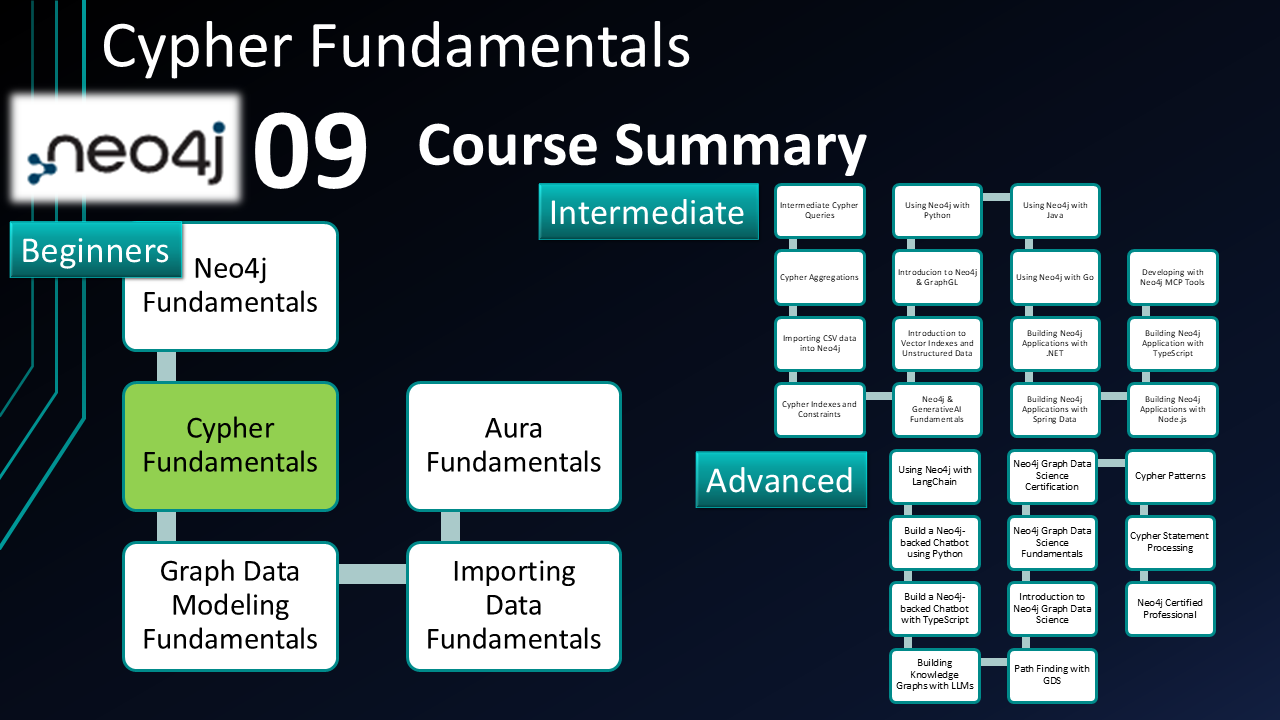 Cypher Fundamentals
neo4j
09
Course Summary
Beginners
Neo4j
Fundamentals
Cypher
Fundamentals
Graph Data
Modeling
Fundamentals
Importing
Data
Fundamentals
Aura
Fundamentals
Intermediate
Intermediate Cypher
Queries
Cypher Aggregations
Importing CSV data
into Neo4j
Cypher Indexes and
Constraints
Neo4j &
GenerativeAI
Fundamentals
Introduction to
Vector Indexes and
Unstructured Data
Introducion to Neo4j
& GraphGL
Using Neo4j with
Python
Using Neo4j with
Java
Using Neo4j with Go
Building Neo4j
Applications with
.NET
Building Neo4j
Applications with
Spring Data
Building Neo4j
Applications with
Node.js
Building Neo4j
Application with
TypeScript
Developing with
Neo4j MCP Tools
Advanced
Using Neo4j with
LangChain
Build a Neo4j-
backed Chatbot
using Python
Build a Neo4j-
backed Chatbot
with TypeScript
Building
Knowledge
Graphs with LLMs
Path Finding with
GDS
Introduction to
Neo4j Graph Data
Science
Neo4j Graph Data
Science
Fundamentals
Neo4j Graph Data
Science
Certification
Cypher Patterns
Cypher Statement
Processing
Neo4j Certified
Professional